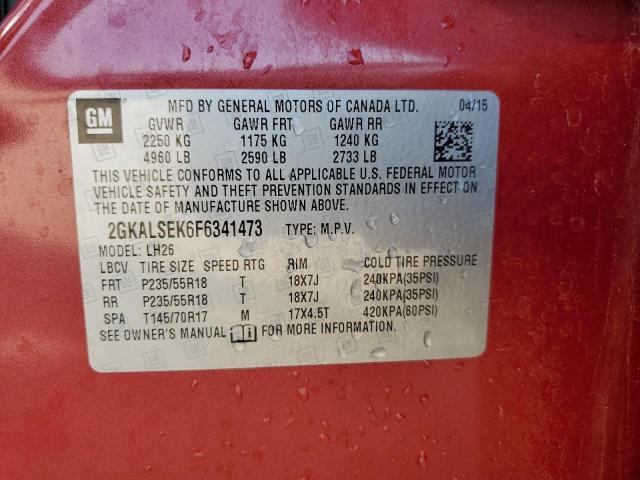 GM
MFD BY GENERAL MOTORS OF CANADA LTD. 04/15
GVWR GAWR FRT GAWR RR
2250 KG 1175 KG 1240 KG
4960 LB 2590 LB 2733 LB
THIS VEHICLE CONFORMS TO ALL APPLICABLE U.S. FEDERAL MOTOR
VEHICLE SAFETY AND THEFT PREVENTION STANDARDS IN EFFECT ON
THE DATE OF MANUFACTURE SHOWN ABOVE.
2GKALSEK6F6341473 TYPE: M.P.V.
MODEL: LH26
LBCV TIRE SIZE SPEED RTG RIM COLD TIRE PRESSURE
FRT P235/55R18 T 18X7J 240KPA(35PSI)
RR P235/55R18 T 18X7J 240KPA(35PSI)
SPA T145/70R17 M 17X4.5T 420KPA(60PSI)
SEE OWNER'S MANUAL FOR MORE INFORMATION.